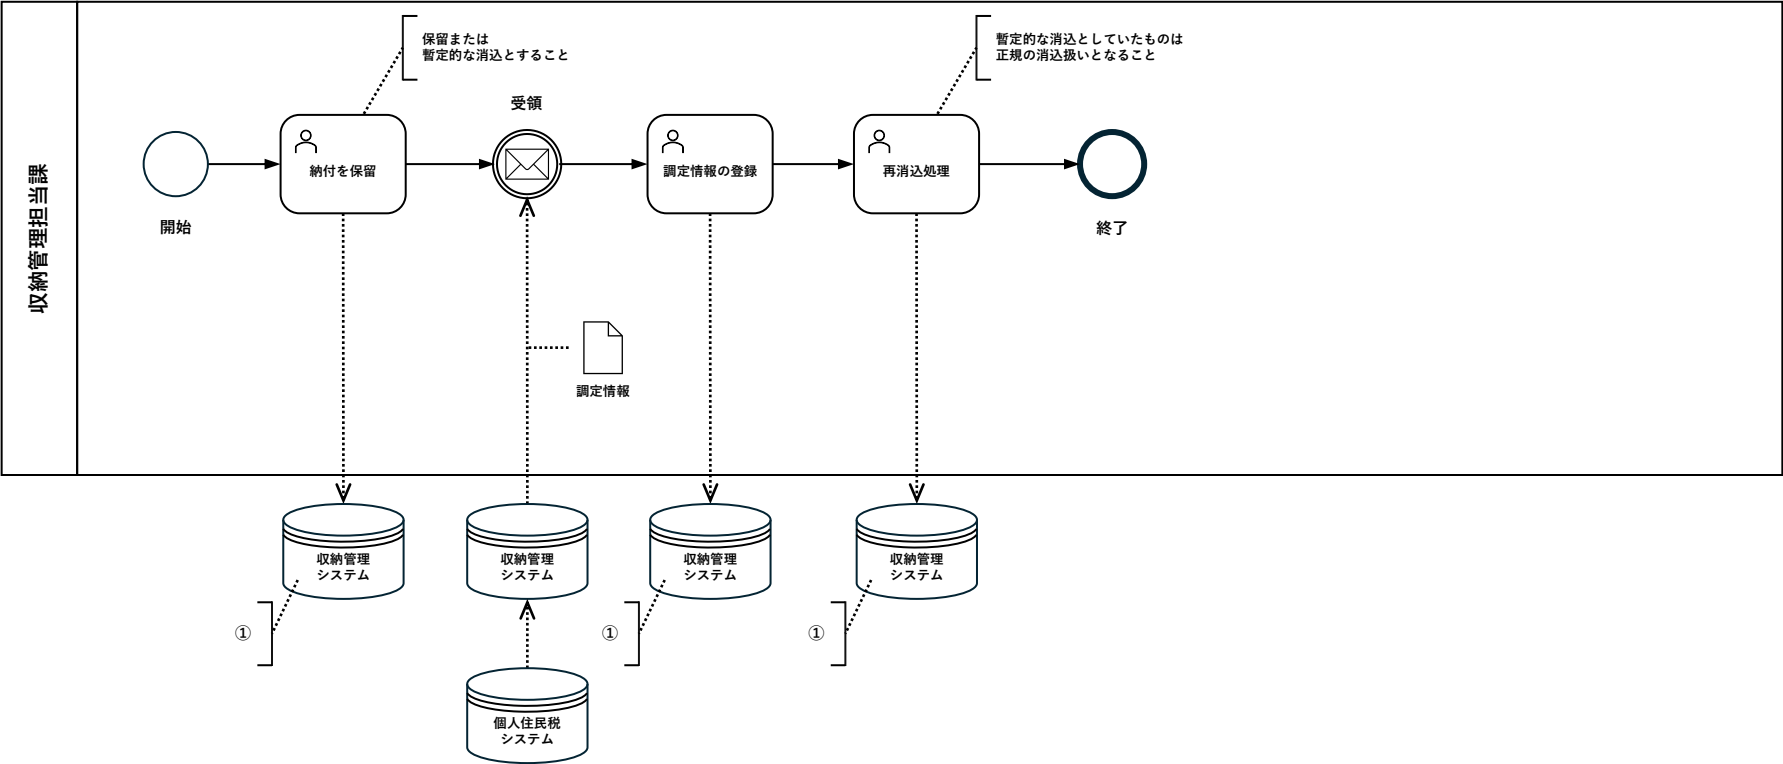 収納管理担当課
保留または
暫定的な消込とすること
暫定的な消込としていたものは
正規の消込扱いとなること
受領
納付を保留
調定情報の登録
再消込処理
開始
終了
調定情報
収納管理
システム
収納管理
システム
収納管理
システム
収納管理
システム
①
①
①
個人住民税
システム